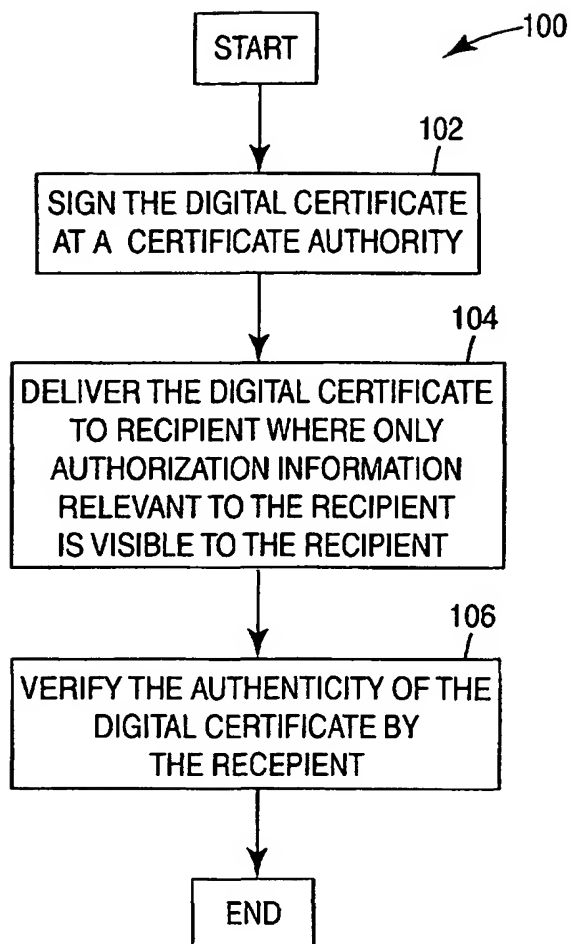 START
100
102
SIGN THE DIGITAL CERTIFICATE
AT A CERTIFICATE AUTHORITY
104
DELIVER THE DIGITAL CERTIFICATE
TO RECIPIENT WHERE ONLY
AUTHORIZATION INFORMATION
RELEVANT TO THE RECIPIENT
IS VISIBLE TO THE RECIPIENT
106
VERIFY THE AUTHENTICITY OF THE
DIGITAL CERTIFICATE BY
THE RECEPIENT
END